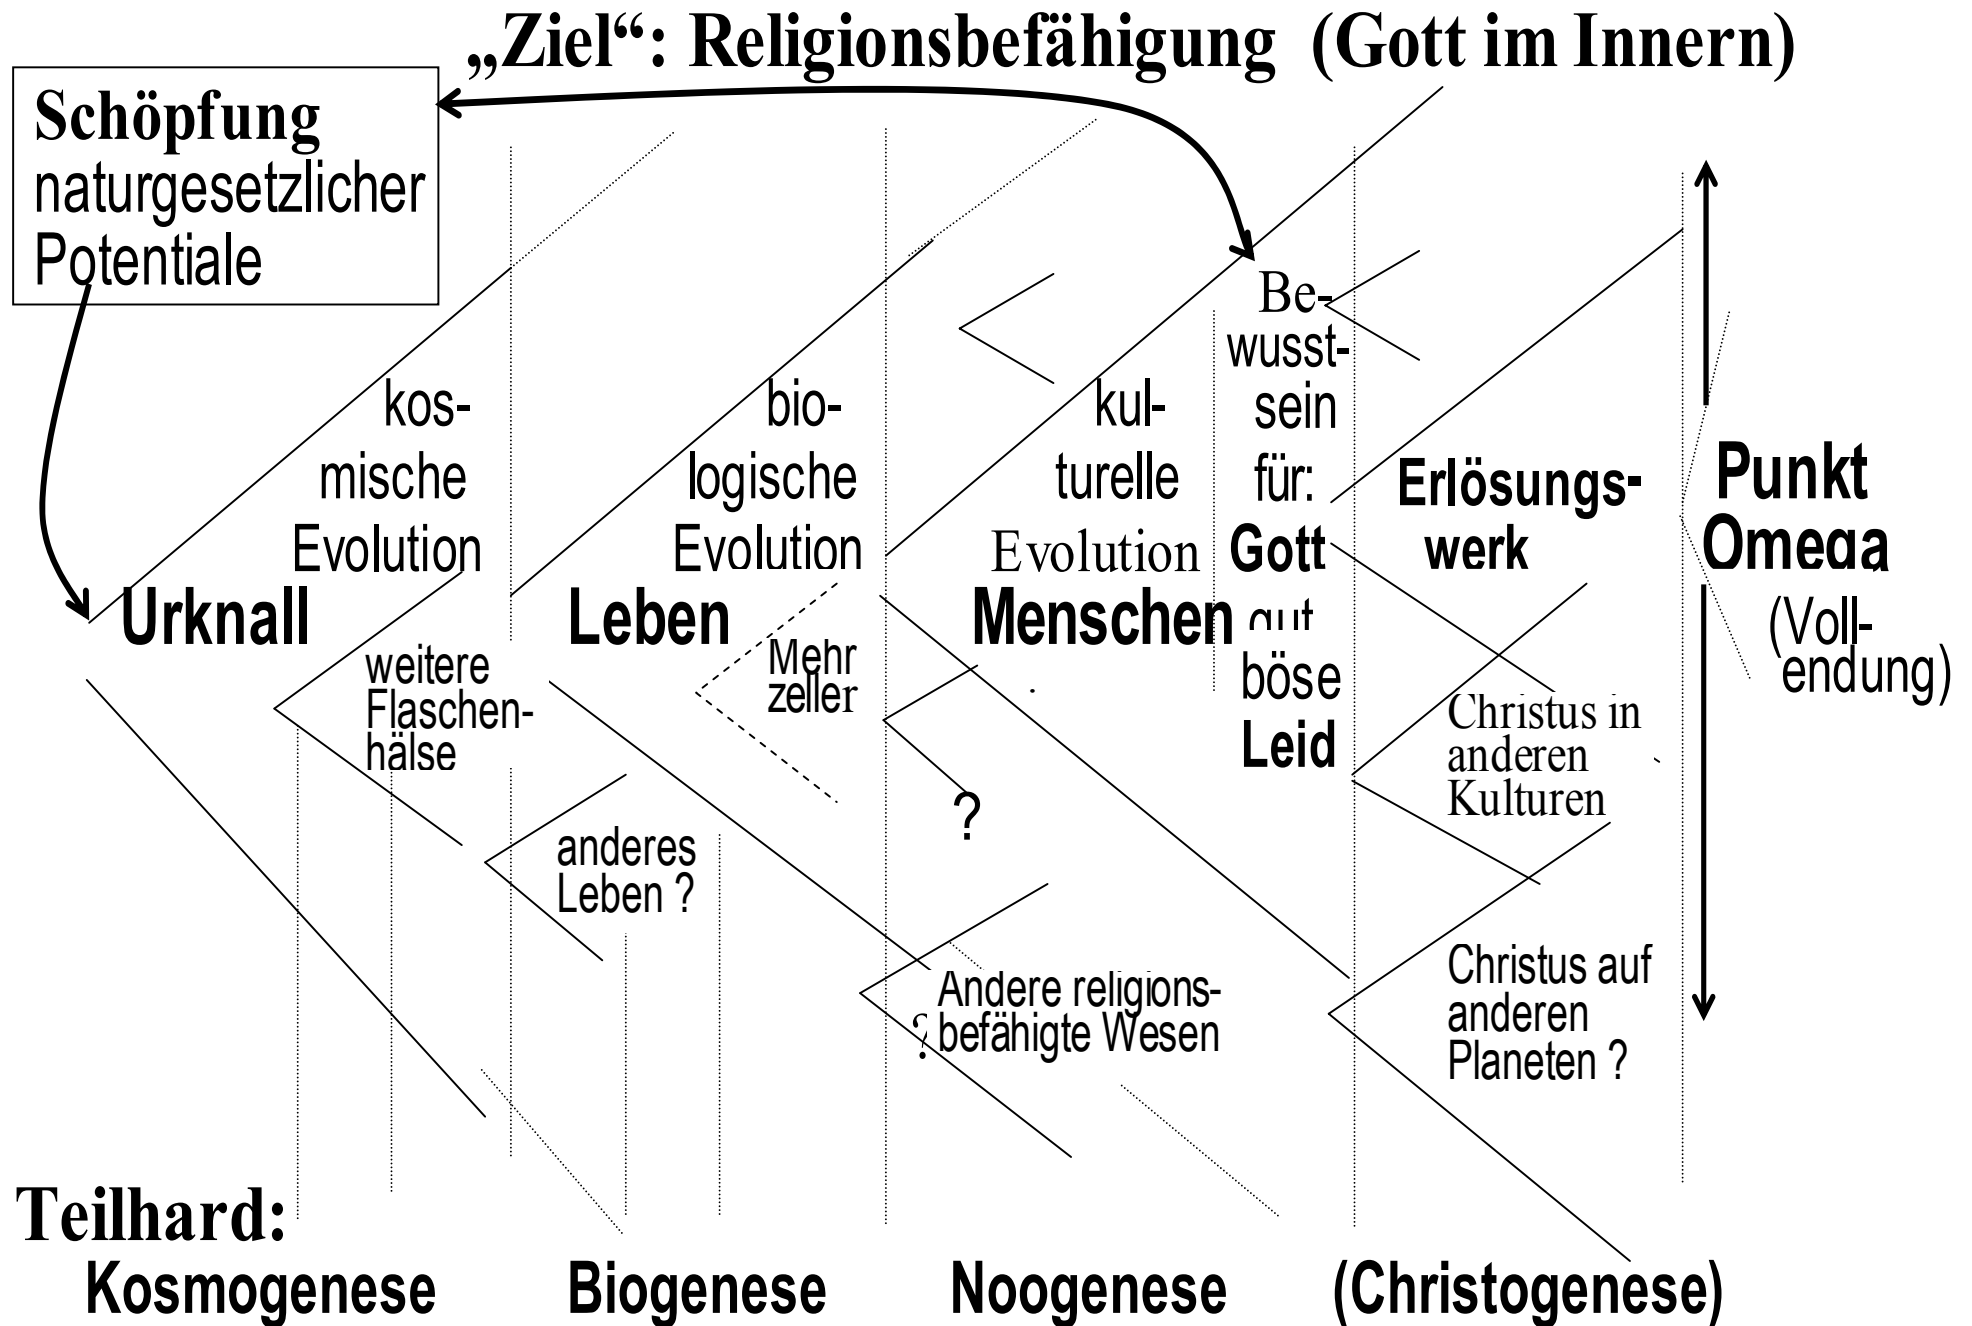 „Ziel“: Religionsbefähigung (Gott im Innern)
Schöpfung
naturgesetzlicher
Potentiale
kos-
mische
Evolution
Urknall
weitere
Flaschen-
hälse
bio-
logische
Evolution
Leben
Mehr
zeller
anderes
Leben ?
kul-
turelle
Evolution
Menschen
?
Andere religions-
? befähigte Wesen
Be-
wusst-
sein
für:
Gott
gut
böse
Leid
Erlösungs-
werk
Christus in
anderen
Kulturen
Christus auf
anderen
Planeten ?
Punkt
Omega
(Voll-
endung)
Teilhard:
Kosmogenese Biogenese Noogenese (Christogenese)